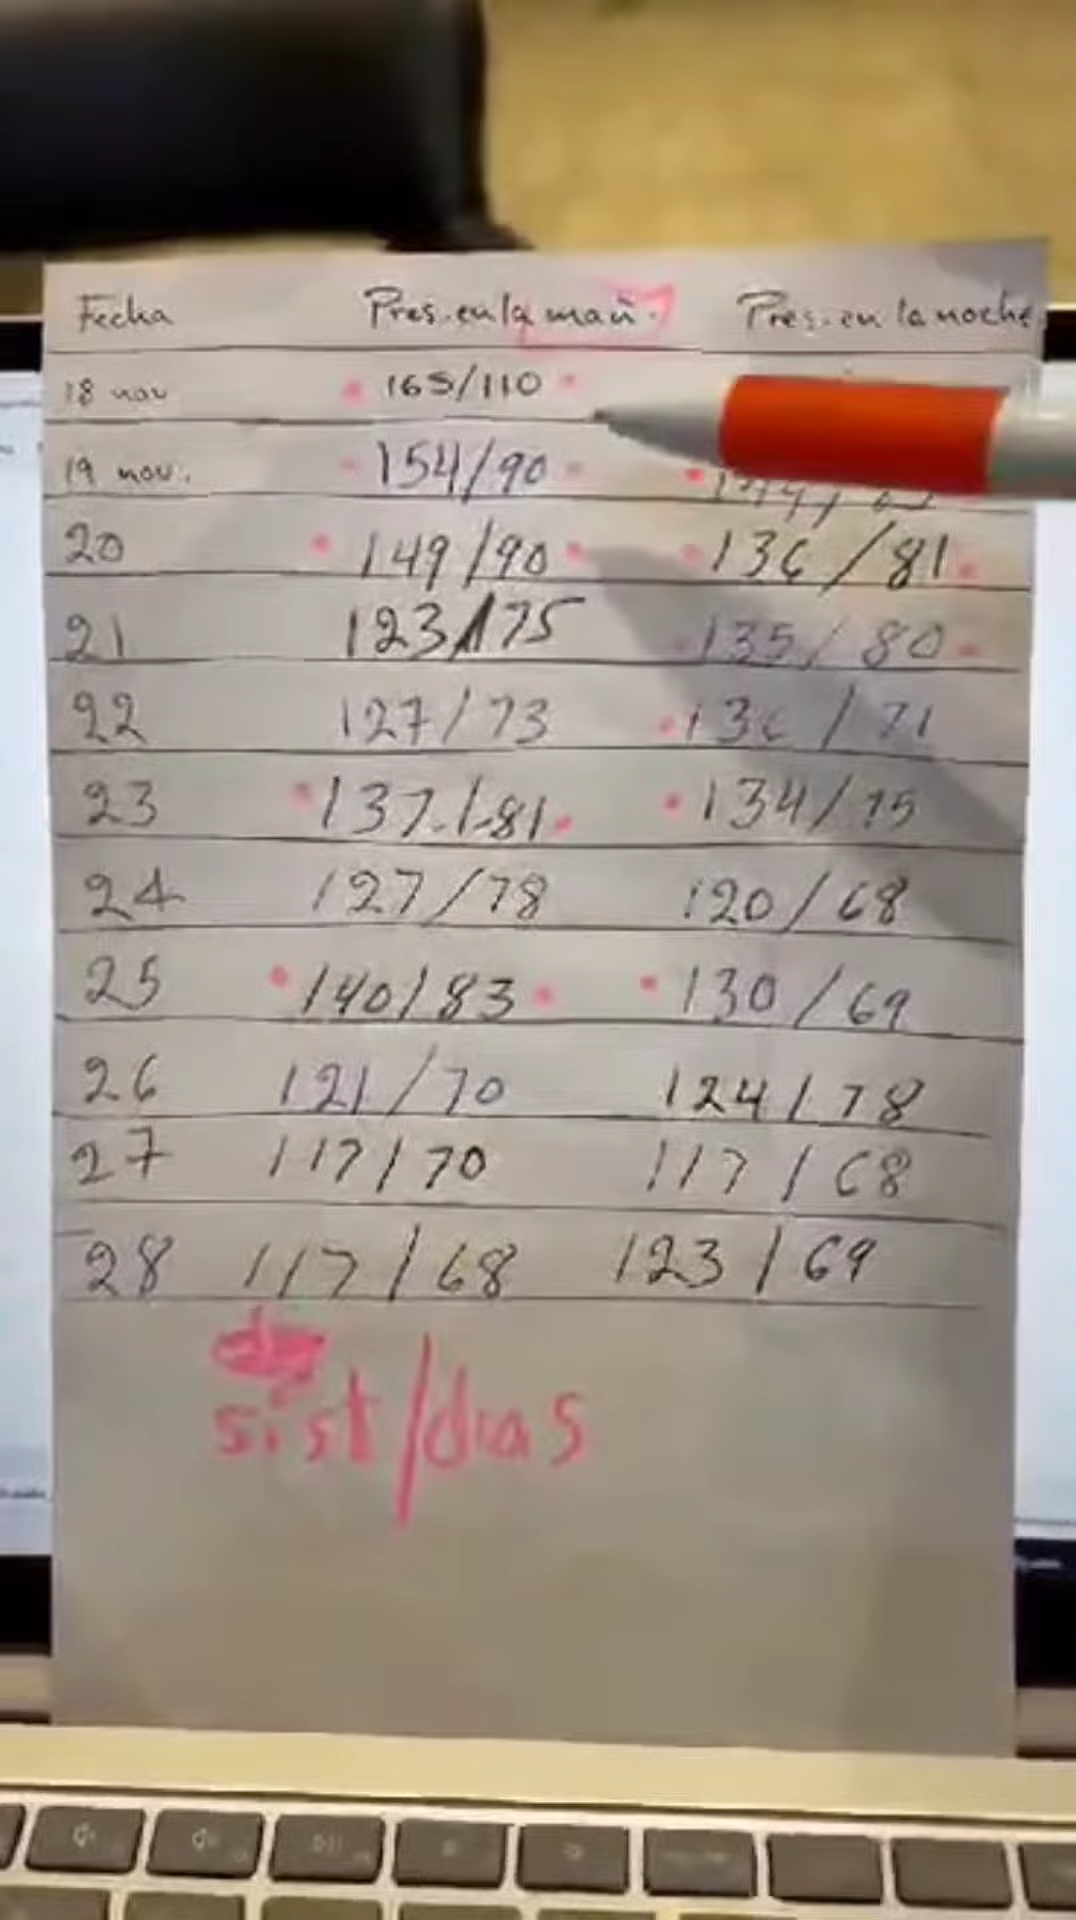 Fecha Pres. en la mañ. Pres. en la noche
18 nov 165/110
19 nov. 154/90
20 149/90 136/81
21 123/75 135/80
22 127/73 136/71
23 137/81 134/75
24 127/78 120/68
25 140/83 130/69
26 121/70 124/78
27 117/70 117/68
28 117/68 123/69
sist/dias